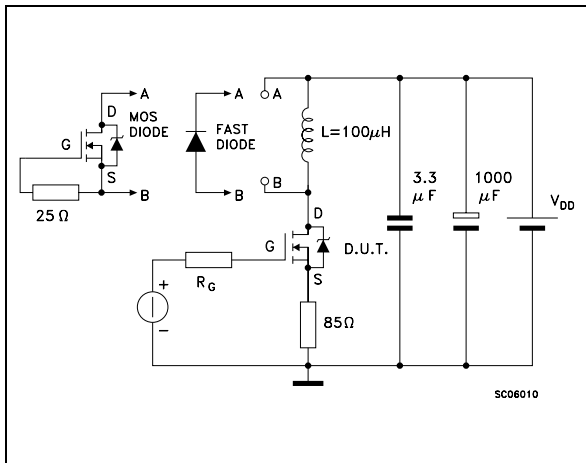 A
D
MOS
DIODE
G
S
B
25 Ω
A
FAST
DIODE
B
A
L=100μH
B
D
G
D.U.T.
S
R_G
+
−
85Ω
3.3
μF
1000
μF
V_DD
SC06010